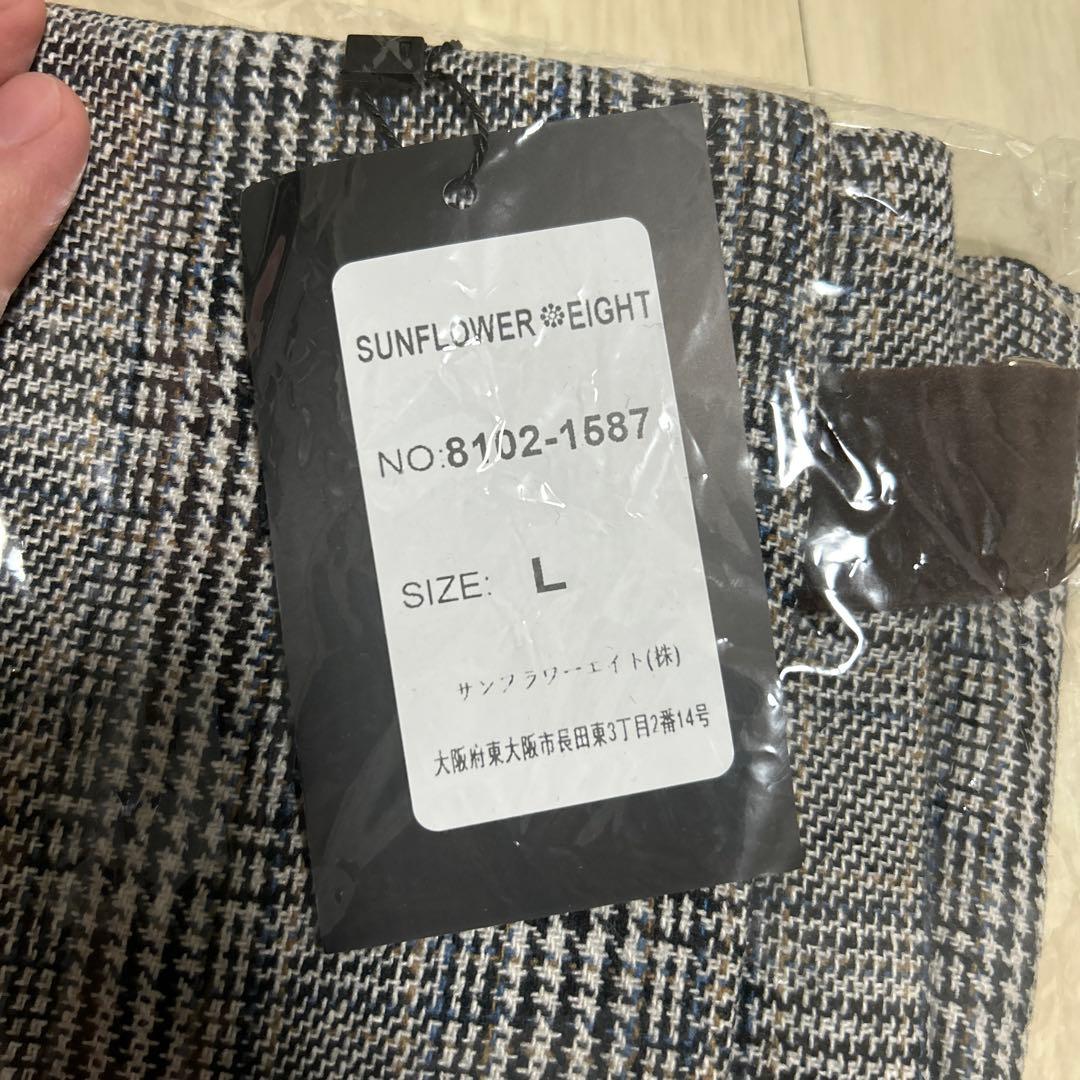 SUNFLOWER❁EIGHT
NO:8102-1587
SIZE: L
サンフラワーエイト(株)
大阪府東大阪市長田東3丁目2番14号